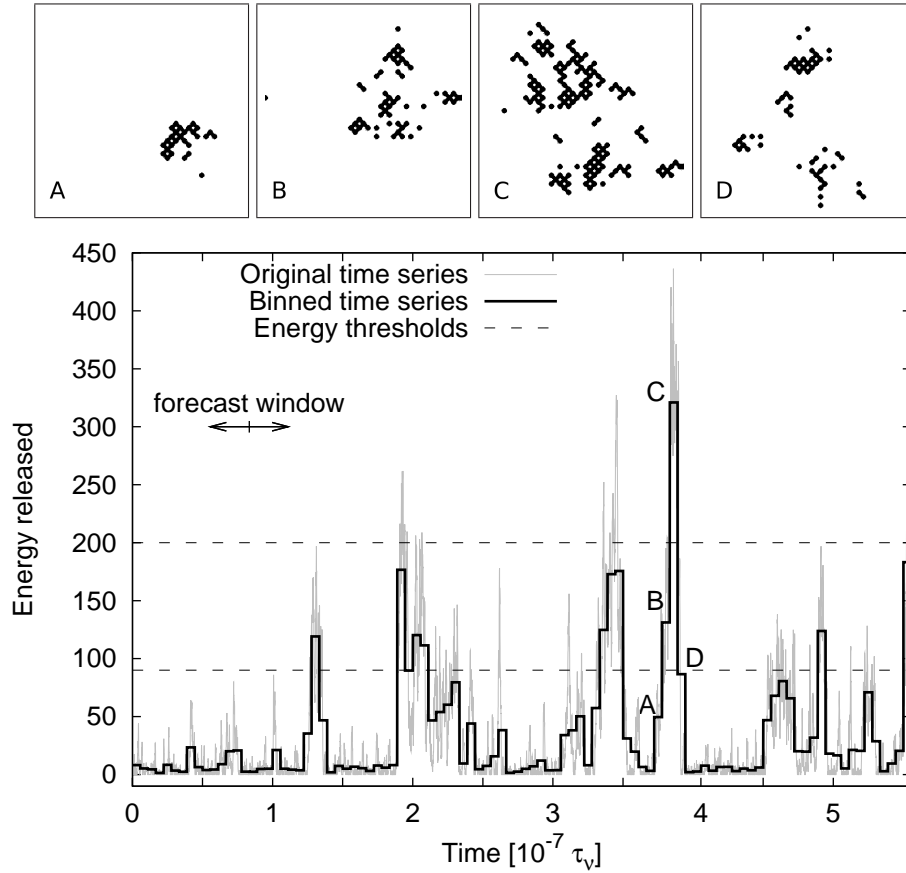 A
B
C
D
450
400
350
300
250
200
150
100
50
0
Energy released
Original time series
Binned time series
Energy thresholds
forecast window
C
B
D
A
0
1
2
3
4
5
Time [10⁻⁷ τᵥ]